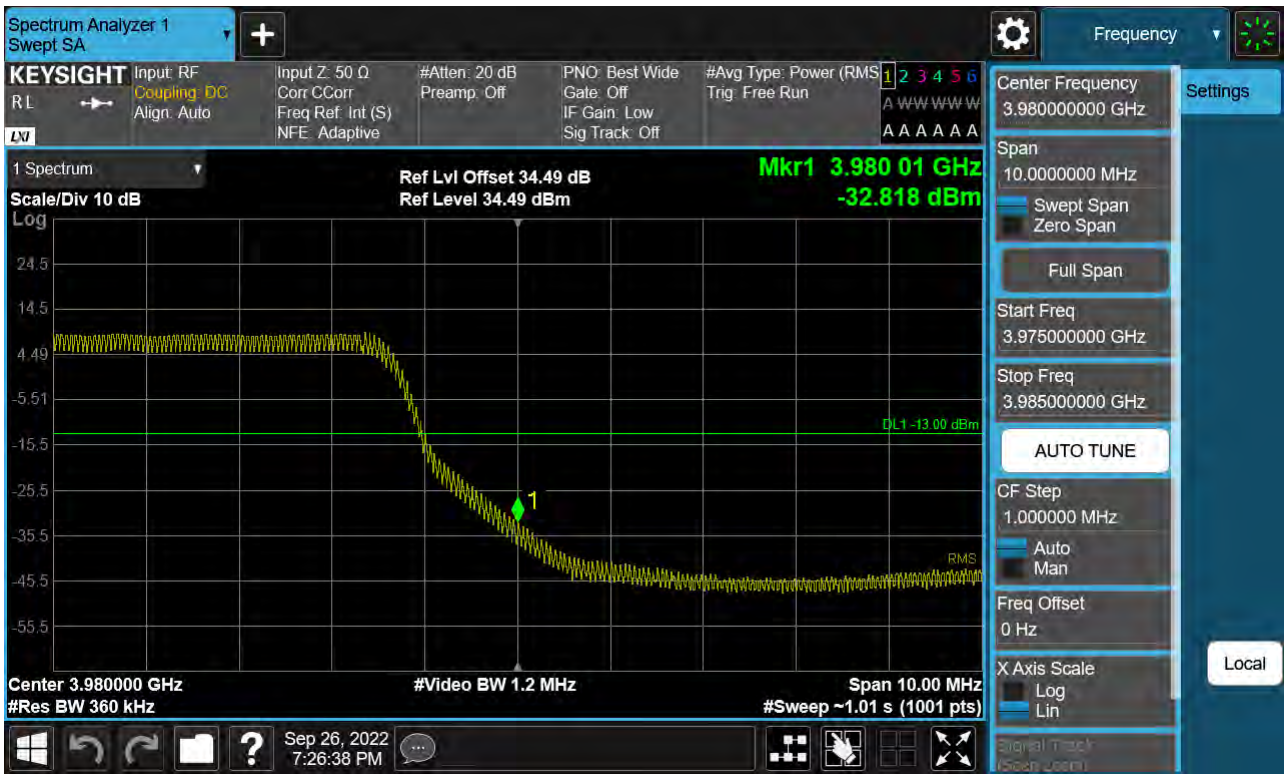 Spectrum Analyzer 1
Swept SA
+
Frequency
KEYSIGHT
RL
LXI
Input: RF
Coupling: DC
Align: Auto
Input Z: 50 Ω
Corr CCorr
Freq Ref: Int (S)
NFE: Adaptive
#Atten: 20 dB
Preamp: Off
PNO: Best Wide
Gate: Off
IF Gain: Low
Sig Track: Off
#Avg Type: Power (RMS
Trig: Free Run
1 2 3 4 5 6
A W W W W W
A A A A A A
1 Spectrum
Scale/Div 10 dB
Log
Ref Lvl Offset 34.49 dB
Ref Level 34.49 dBm
Mkr1 3.980 01 GHz
-32.818 dBm
24.5
14.5
4.49
-5.51
-15.5
-25.5
-35.5
-45.5
-55.5
DL1 -13.00 dBm
1
RMS
Center 3.980000 GHz
#Res BW 360 kHz
#Video BW 1.2 MHz
Span 10.00 MHz
#Sweep ~1.01 s (1001 pts)
Center Frequency
3.980000000 GHz
Settings
Span
10.0000000 MHz
Swept Span
Zero Span
Full Span
Start Freq
3.975000000 GHz
Stop Freq
3.985000000 GHz
AUTO TUNE
CF Step
1.000000 MHz
Auto
Man
Freq Offset
0 Hz
X Axis Scale
Log
Lin
Local
Signal Track
(Span Zoom)
?
Sep 26, 2022
7:26:38 PM